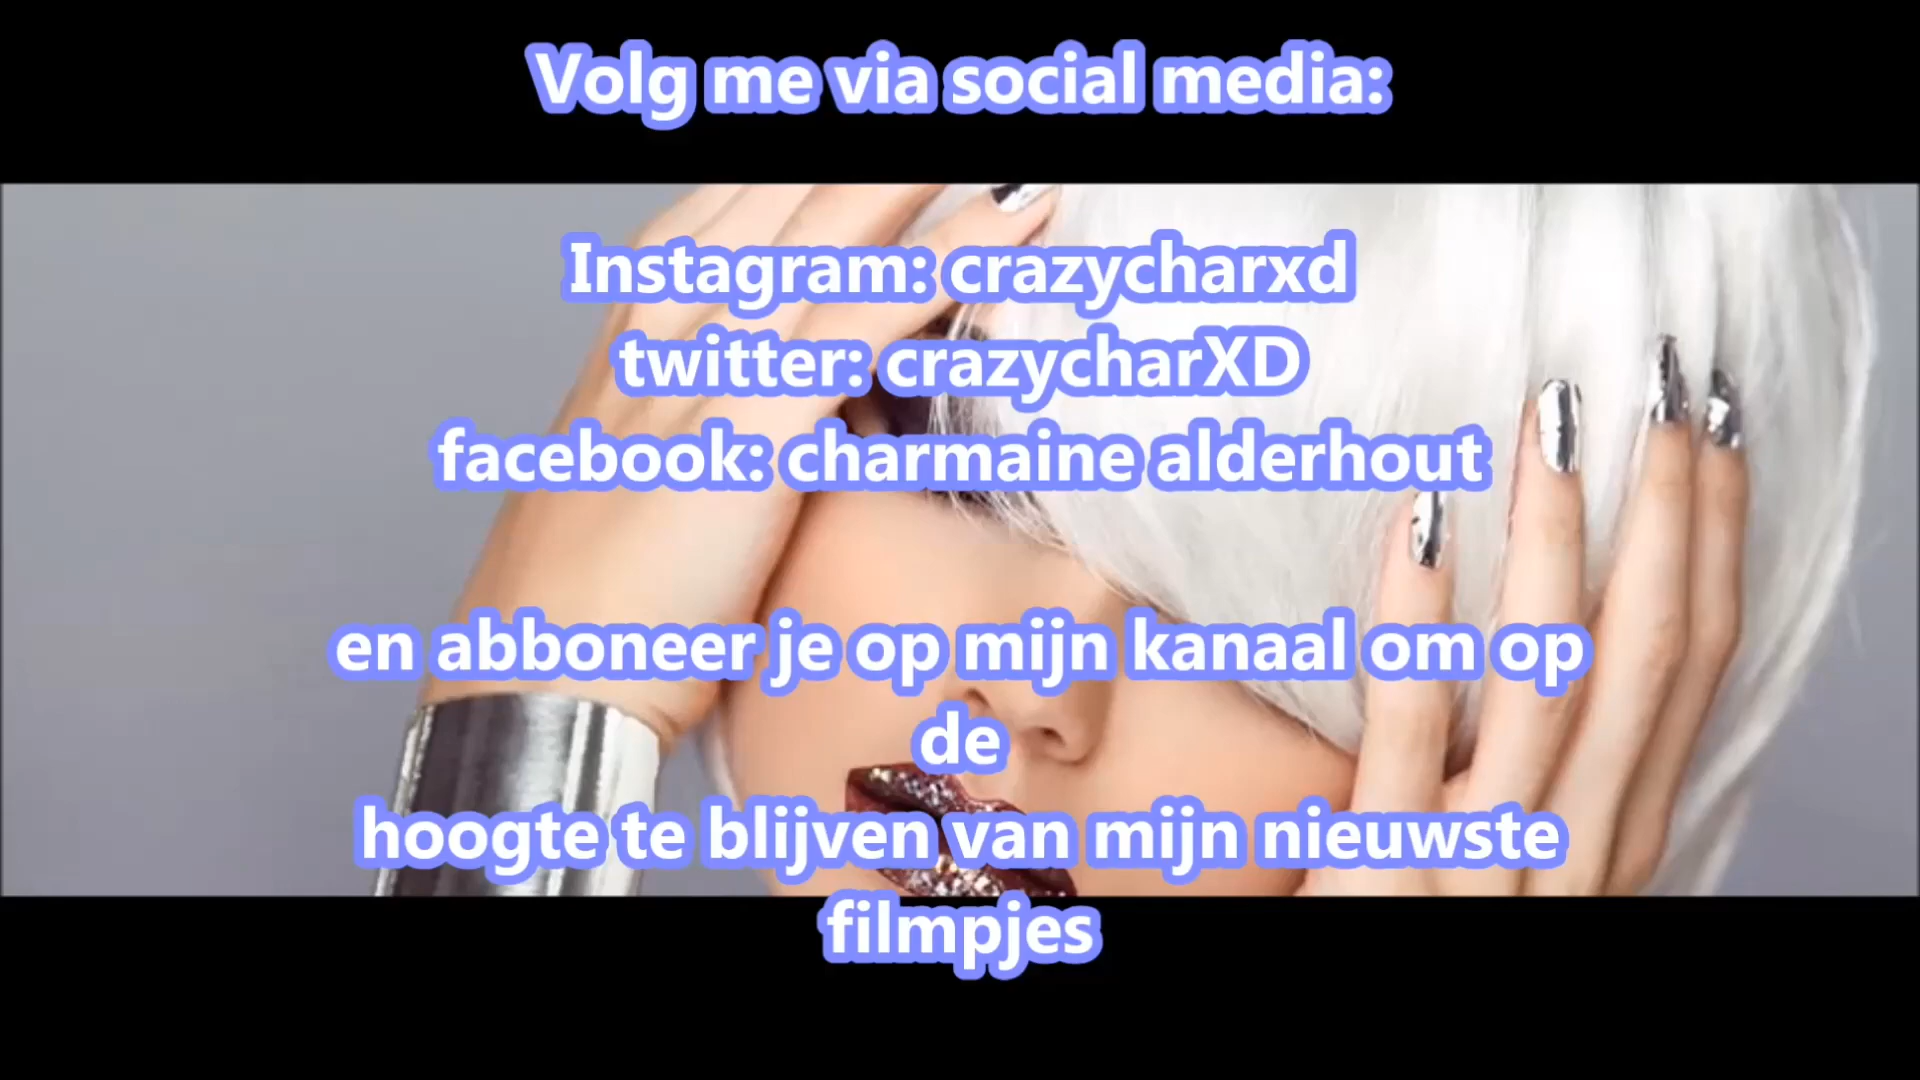 Volg me via social media:
Instagram: crazycharxd
twitter: crazycharXD
facebook: charmaine alderhout
en abboneer je op mijn kanaal om op
de
hoogte te blijven van mijn nieuwste
filmpjes